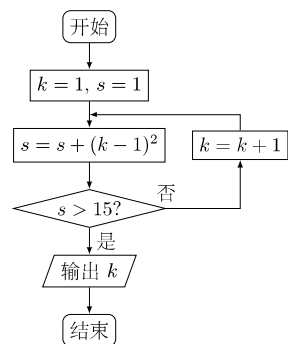 开始
k = 1, s = 1
s = s + (k − 1)²
k = k + 1
s > 15?
否
是
输出 k
结束